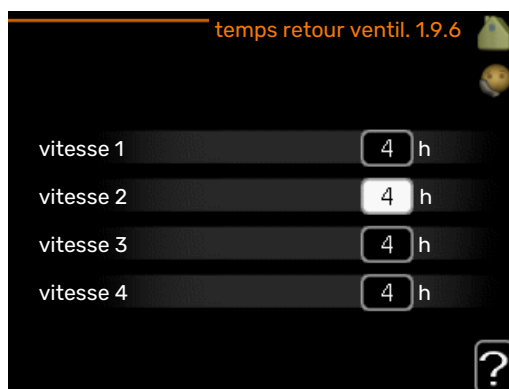 temps retour ventil. 1.9.6
vitesse 1 4 h
vitesse 2 4 h
vitesse 3 4 h
vitesse 4 4 h
?